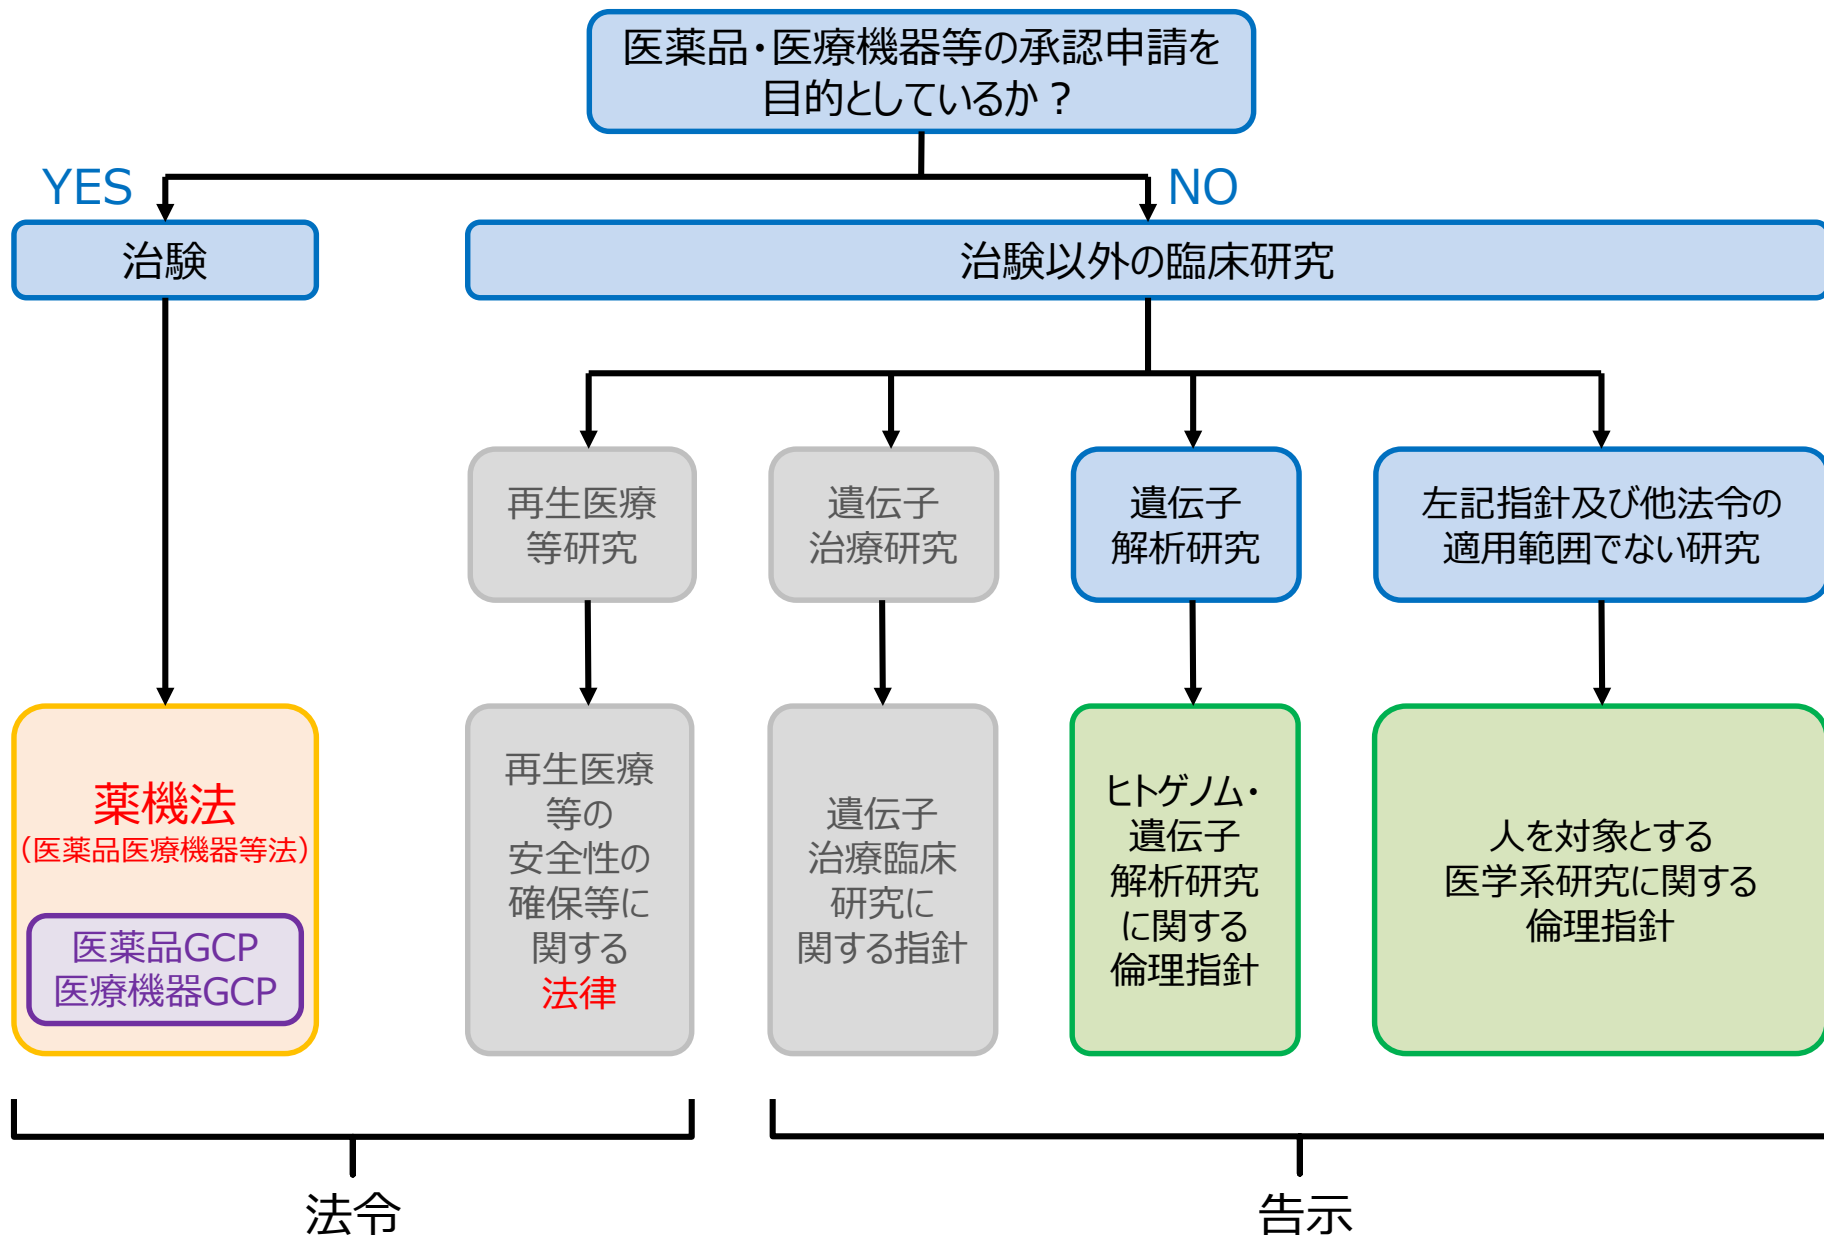 医薬品・医療機器等の承認申請を
目的としているか？
YES
NO
治験
治験以外の臨床研究
再生医療
等研究
遺伝子
治療研究
遺伝子
解析研究
左記指針及び他法令の
適用範囲でない研究
薬機法
（医薬品医療機器等法）
医薬品GCP
医療機器GCP
再生医療
等の
安全性の
確保等に
関する
法律
遺伝子
治療臨床
研究に
関する指針
ヒトゲノム・
遺伝子
解析研究
に関する
倫理指針
人を対象とする
医学系研究に関する
倫理指針
法令
告示